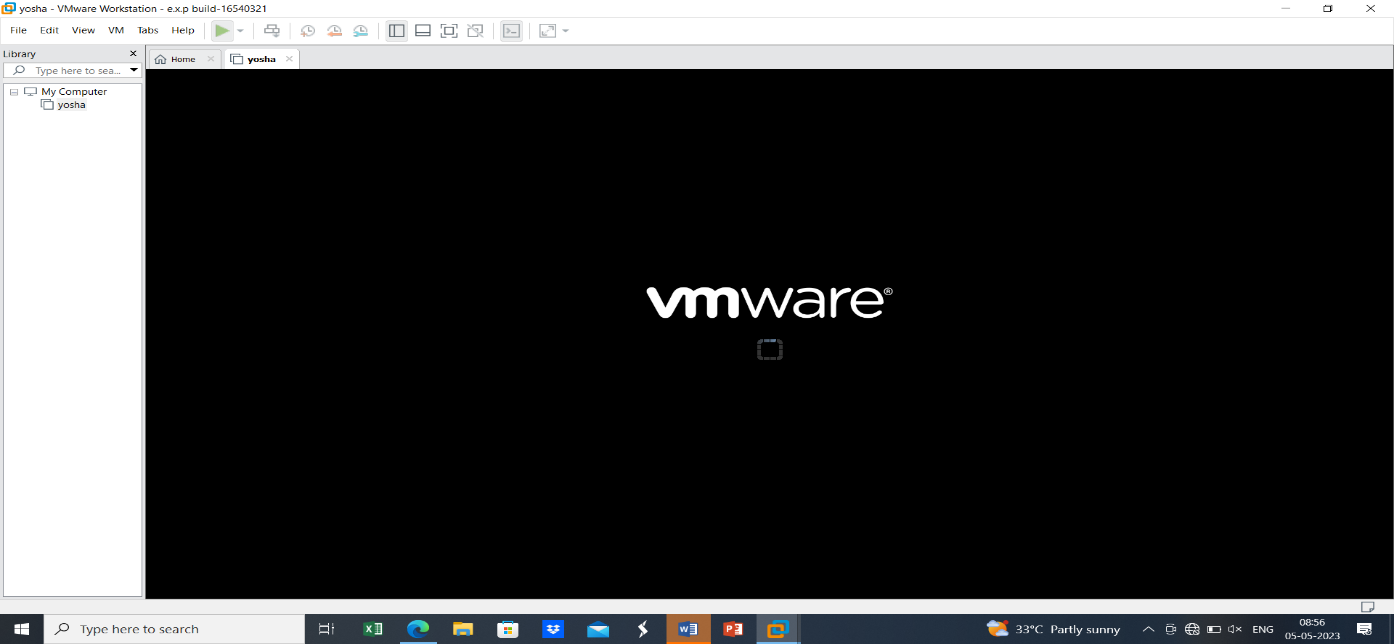 yosha - VMware Workstation - e.x.p build-16540321
File Edit View VM Tabs Help
Library
Type here to sea...
My Computer
yosha
Home
yosha
vmware®
Type here to search
33°C Partly sunny
ENG
08:56
05-05-2023